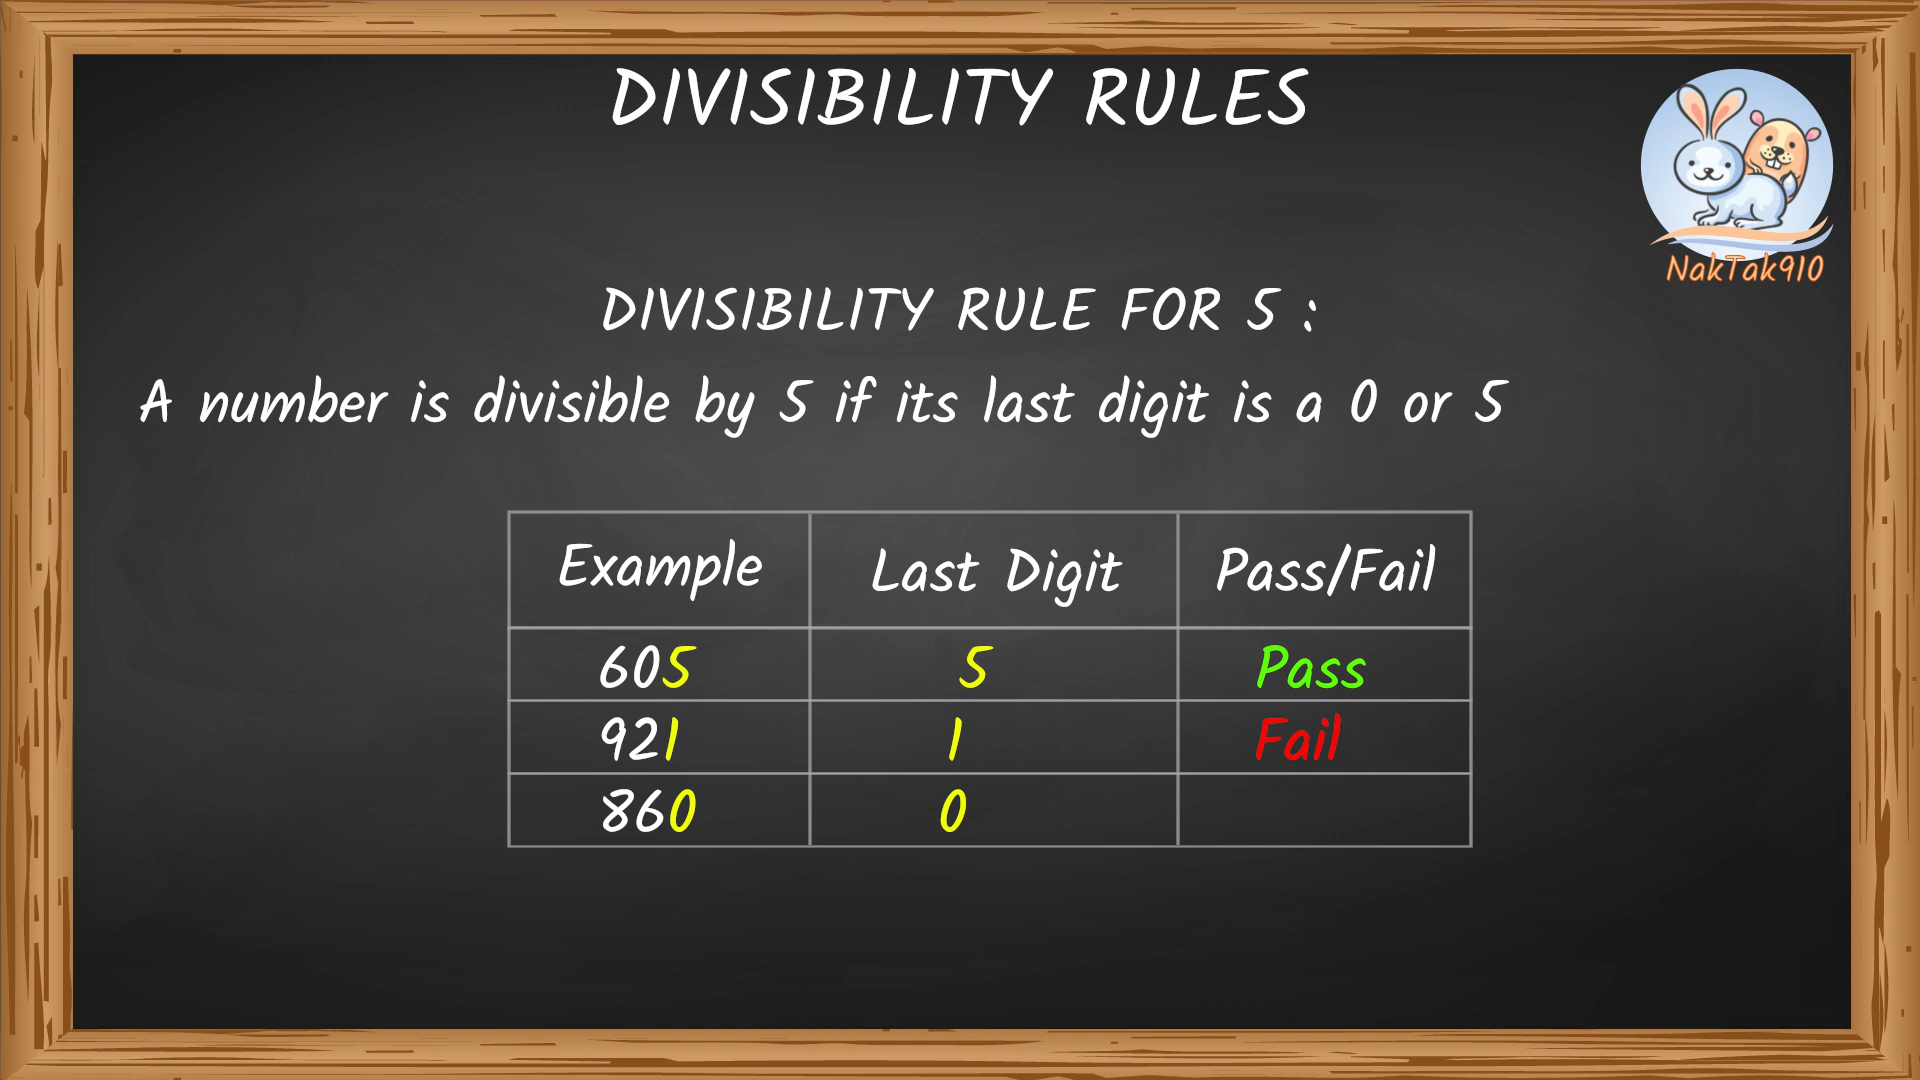 DIVISIBILITY RULES
NakTak910
DIVISIBILITY RULE FOR 5 :
A number is divisible by 5 if its last digit is a 0 or 5
Example Last Digit Pass/Fail
605 5 Pass
921 1 Fail
860 0